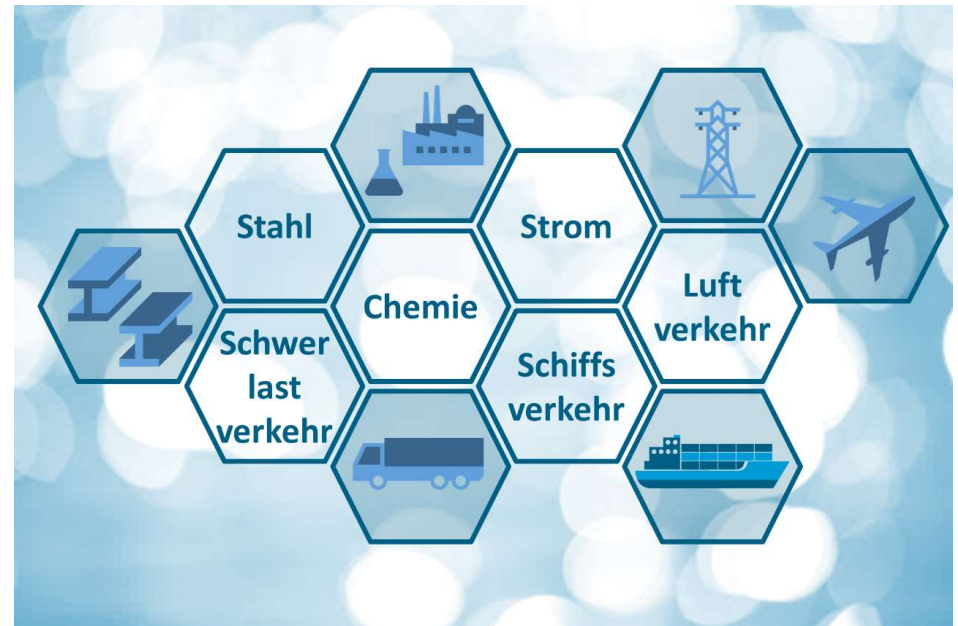 Stahl
Strom
Chemie
Luft
verkehr
Schwer
last
verkehr
Schiffs
verkehr